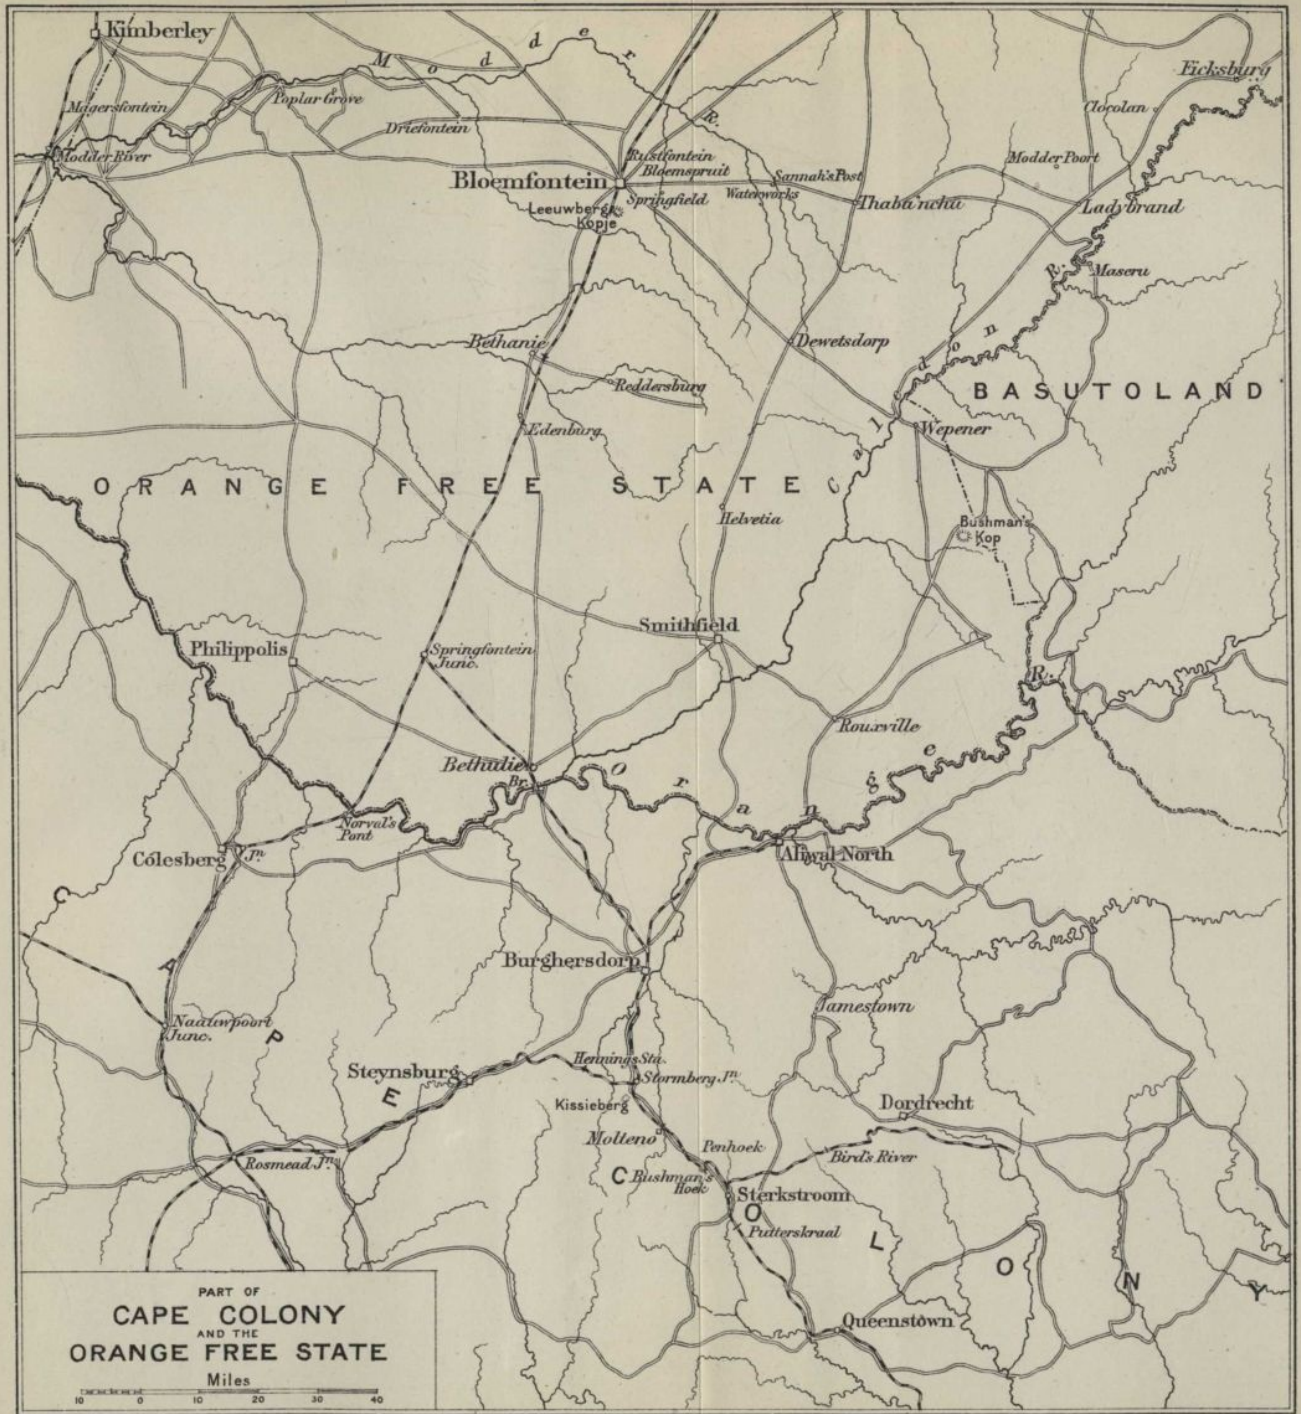 Kimberley
Modder R.
Ficksburg
Clocolan
Magersfontein
Poplar Grove
Driefontein
Modder River
Rustfontein
Bloemspruit
Modder Poort
Bloemfontein
Sannah's Post
Waterworks
Springfield
Thaba'nchu
Ladybrand
Leeuwberg
Kopje
Maseru
Bethanie
Dewetsdorp
Reddersburg
BASUTOLAND
Caledon R.
Edenburg
Wepener
ORANGE FREE STATE
Helvetia
Bushman's
Kop
Smithfield
Philippolis
Springfontein
Junc.
Rouxville
Bethulie
Br.
Orange R.
Norval's
Pont
Colesberg
Jn
Aliwal North
Burghersdorp
Jamestown
Naauwpoort
Junc.
Hennings Sta.
Steynsburg
Stormberg Jn
Kissieberg
Dordrecht
Molteno
Penhoek
Bird's River
Rosmead Jn
Bushman's
Hoek
Sterkstroom
Putterskraal
CAPE COLONY
Queenstown
PART OF
CAPE COLONY
AND THE
ORANGE FREE STATE
Miles
10 0 10 20 30 40